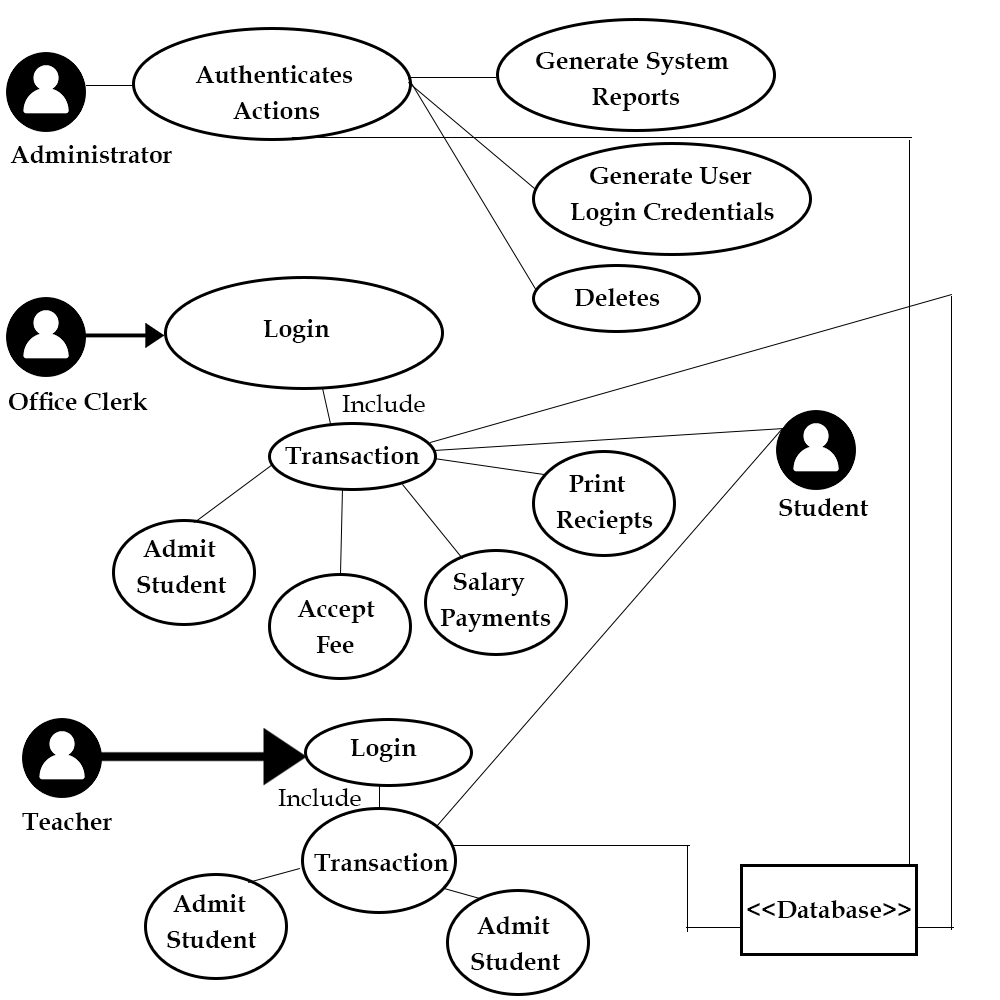 Authenticates
Actions
Generate System
Reports
Administrator
Generate User
Login Credentials
Deletes
Login
Office Clerk
Include
Transaction
Print
Reciepts
Student
Admit
Student
Accept
Fee
Salary
Payments
Login
Teacher
Include
Transaction
Admit
Student
Admit
Student
<<Database>>